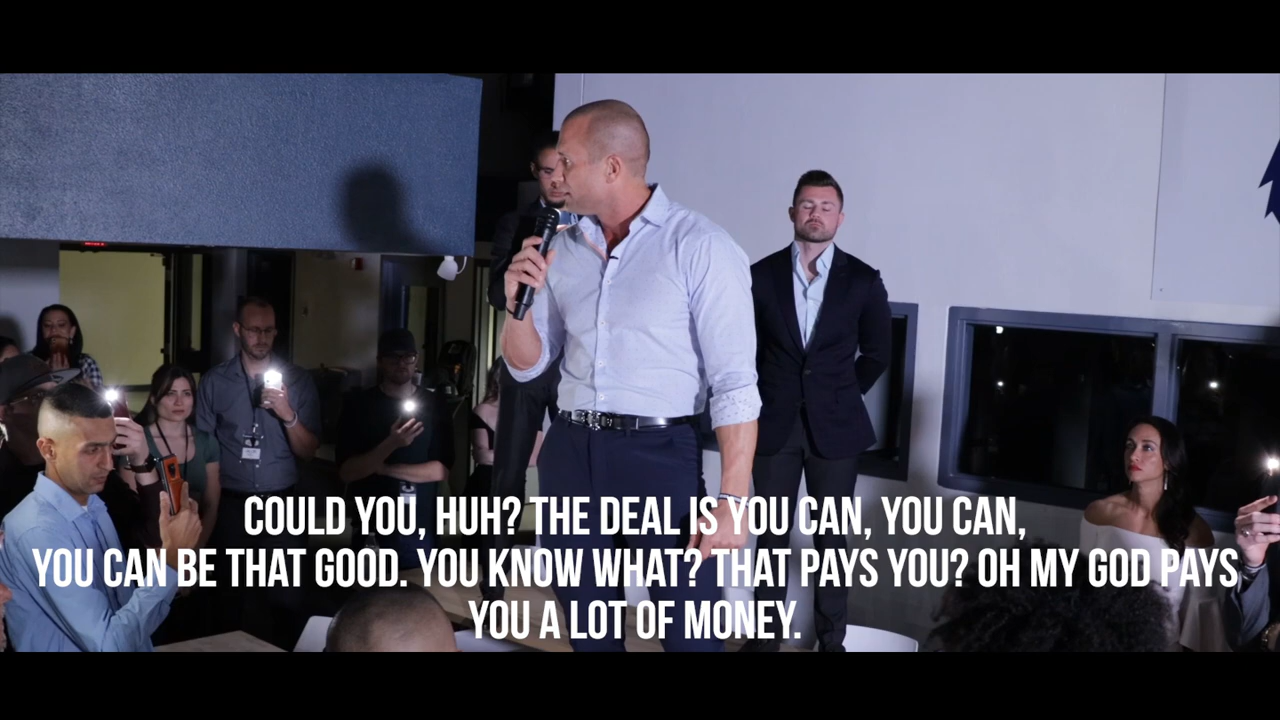 COULD YOU, HUH? THE DEAL IS YOU CAN, YOU CAN,
YOU CAN BE THAT GOOD. YOU KNOW WHAT? THAT PAYS YOU? OH MY GOD PAYS
YOU A LOT OF MONEY.